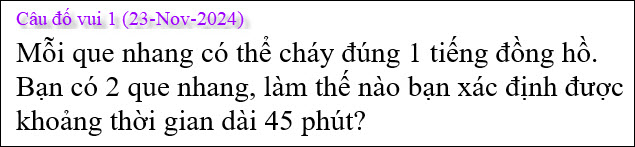 Câu đố vui 1 (23-Nov-2024)
Mỗi que nhang có thể cháy đúng 1 tiếng đồng hồ.
Bạn có 2 que nhang, làm thế nào bạn xác định được
khoảng thời gian dài 45 phút?